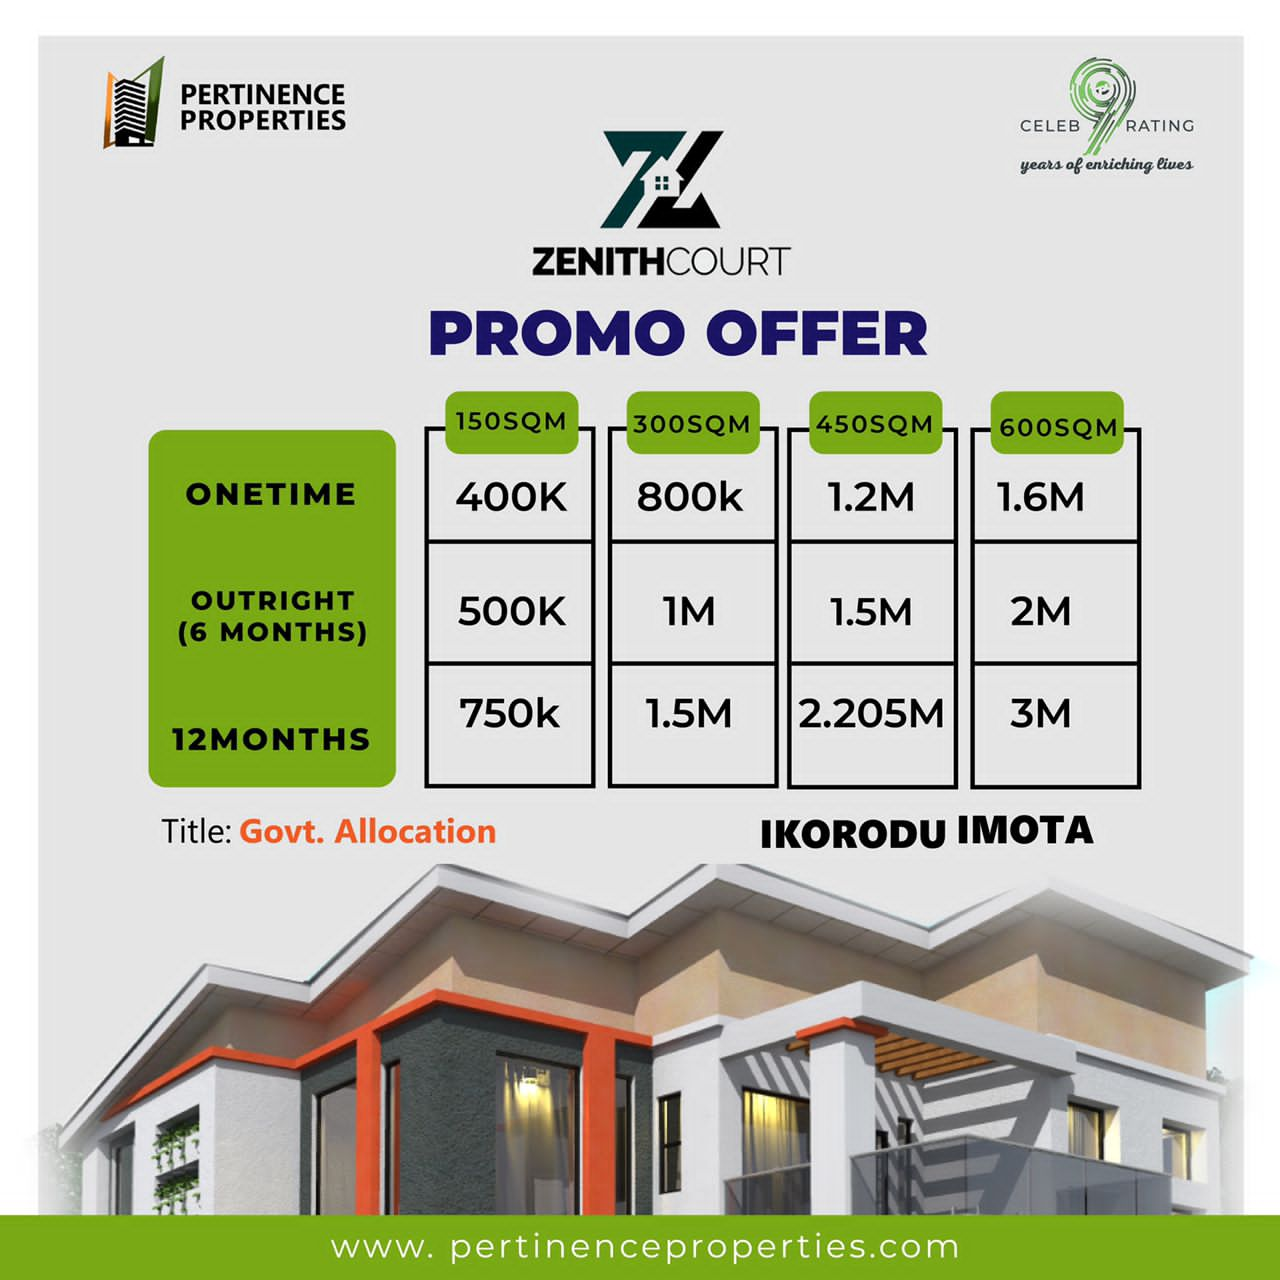 PERTINENCE
PROPERTIES
CELEB 9 RATING
years of enriching lives
ZENITHCOURT
PROMO OFFER
150SQM 300SQM 450SQM 600SQM
ONETIME 400K 800k 1.2M 1.6M
OUTRIGHT
(6 MONTHS) 500K 1M 1.5M 2M
12MONTHS 750k 1.5M 2.205M 3M
Title: Govt. Allocation
IKORODU IMOTA
www. pertinenceproperties.com